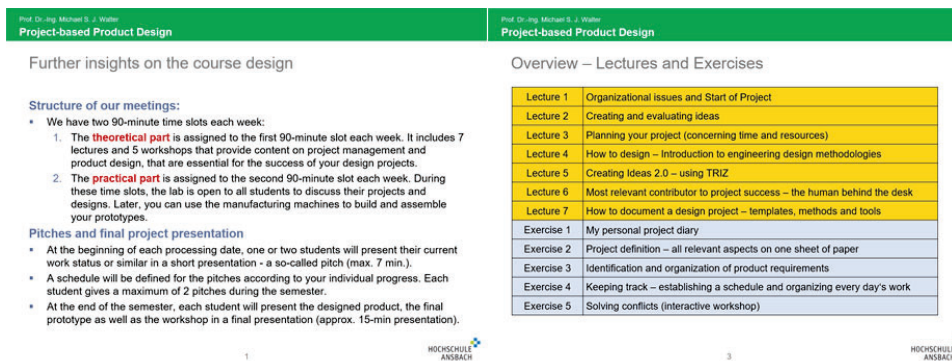 Prof. Dr.-Ing. Michael S. J. Walter
Project-based Product Design
Further insights on the course design
Structure of our meetings:
▪ We have two 90-minute time slots each week:
1. The theoretical part is assigned to the first 90-minute slot each week. It includes 7
lectures and 5 workshops that provide content on project management and
product design, that are essential for the success of your design projects.
2. The practical part is assigned to the second 90-minute slot each week. During
these time slots, the lab is open to all students to discuss their projects and
designs. Later, you can use the manufacturing machines to build and assemble
your prototypes.
Pitches and final project presentation
▪ At the beginning of each processing date, one or two students will present their current
work status or similar in a short presentation - a so-called pitch (max. 7 min.).
▪ A schedule will be defined for the pitches according to your individual progress. Each
student gives a maximum of 2 pitches during the semester.
▪ At the end of the semester, each student will present the designed product, the final
prototype as well as the workshop in a final presentation (approx. 15-min presentation).
1
HOCHSCHULE
ANSBACH
Prof. Dr.-Ing. Michael S. J. Walter
Project-based Product Design
Overview – Lectures and Exercises
Lecture 1 Organizational issues and Start of Project
Lecture 2 Creating and evaluating ideas
Lecture 3 Planning your project (concerning time and resources)
Lecture 4 How to design – Introduction to engineering design methodologies
Lecture 5 Creating Ideas 2.0 – using TRIZ
Lecture 6 Most relevant contributor to project success – the human behind the desk
Lecture 7 How to document a design project – templates, methods and tools
Exercise 1 My personal project diary
Exercise 2 Project definition – all relevant aspects on one sheet of paper
Exercise 3 Identification and organization of product requirements
Exercise 4 Keeping track – establishing a schedule and organizing every day's work
Exercise 5 Solving conflicts (interactive workshop)
3
HOCHSCHULE
ANSBACH